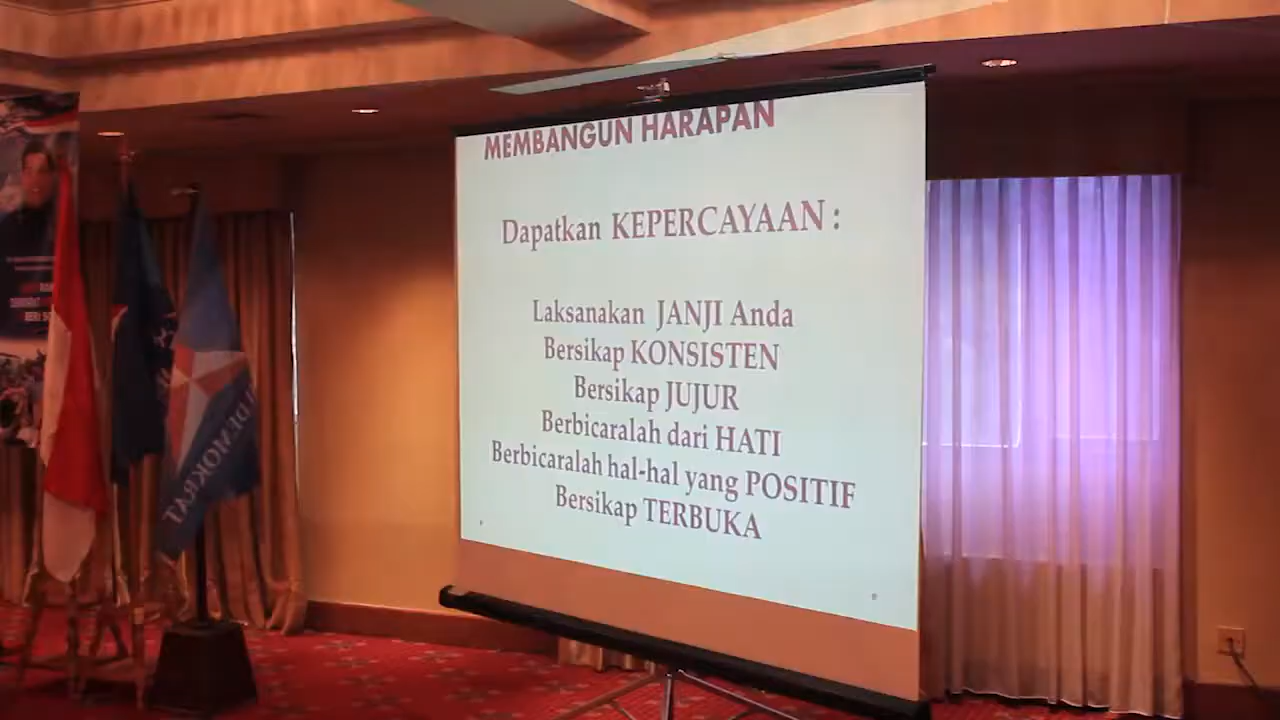 MEMBANGUN HARAPAN
Dapatkan KEPERCAYAAN :
Laksanakan JANJI Anda
Bersikap KONSISTEN
Bersikap JUJUR
Berbicaralah dari HATI
Berbicaralah hal-hal yang POSITIF
Bersikap TERBUKA
DEMOKRAT